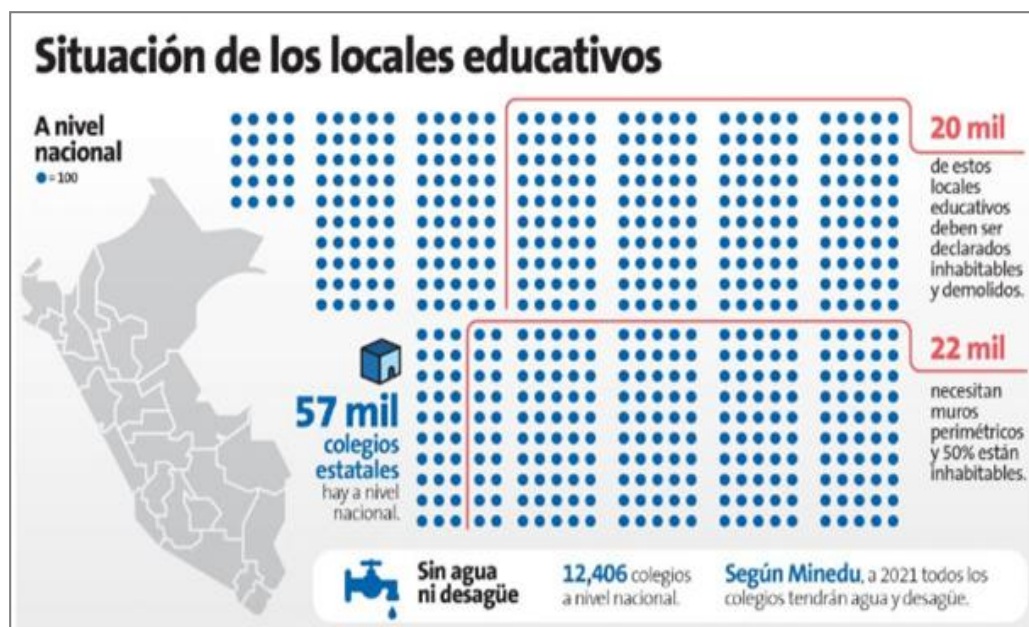 Situación de los locales educativos
A nivel
nacional
= 100
20 mil
de estos
locales
educativos
deben ser
declarados
inhabitables
y demolidos.
57 mil
colegios
estatales
hay a nivel
nacional.
22 mil
necesitan
muros
perimétricos
y 50% están
inhabitables.
Sin agua
ni desagüe
12,406 colegios
a nivel nacional.
Según Minedu, a 2021 todos los
colegios tendrán agua y desagüe.